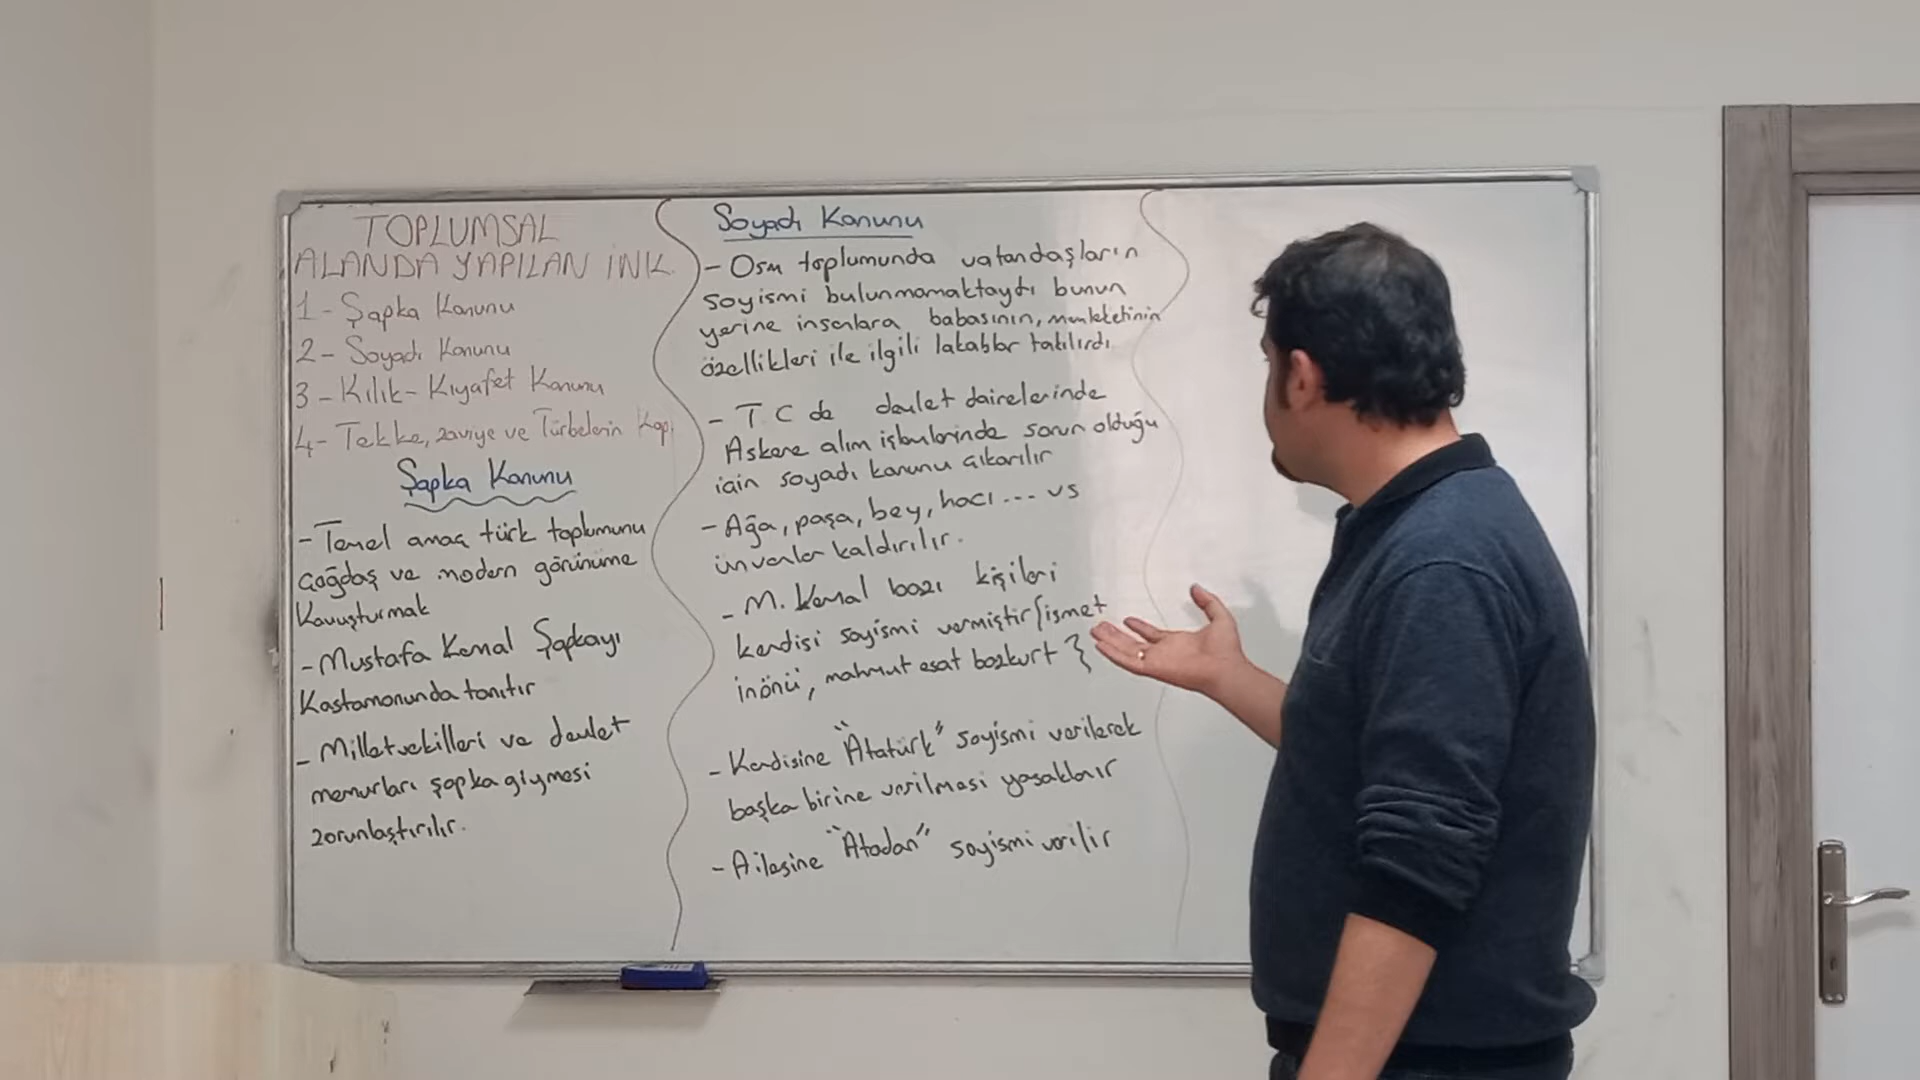 TOPLUMSAL
ALANDA YAPILAN İNK.
1- Şapka Kanunu
2- Soyadı Kanunu
3- Kılık-Kıyafet Kanunu
4- Tekke, zaviye ve Türbelerin Kap.
Şapka Kanunu
- Temel amaç türk toplumunu
çağdaş ve modern görünüme
Kavuşturmak
- Mustafa Kemal Şapkayı
Kastamonunda tanıtır
- Milletvekilleri ve devlet
memurları şapka giymesi
zorunlaştırılır.
Soyadı Kanunu
- Osm toplumunda vatandaşların
soyismi bulunmamaktaydı bunun
yerine insanlara babasının, memleketinin
özellikleri ile ilgili lakablar takılırdı.
- T.C de devlet dairelerinde
Askere alım işbulerinde sorun olduğu
için soyadı kanunu çıkarılır
- Ağa, paşa, bey, hacı ... vs
ünvanlar kaldırılır.
- M. Kemal bazı kişileri
kendisi soyismi vermiştir {ismet
inönü, mahmut esat bozkurt }
- Kendisine "Atatürk" soyismi verilerek
başka birine verilmesi yasaklanır
- Ailesine "Atadan" soyismi verilir